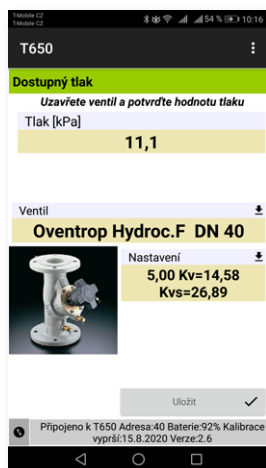 T-Mobile CZ
T-Mobile CZ
54 % 10:16
T650
Dostupný tlak
Uzavřete ventil a potvrďte hodnotu tlaku
Tlak [kPa]
11,1
Ventil
Oventrop Hydroc.F DN 40
Nastavení
5,00 Kv=14,58
Kvs=26,89
Uložit
Připojeno k T650 Adresa:40 Baterie:92% Kalibrace
vyprší:15.8.2020 Verze:2.6